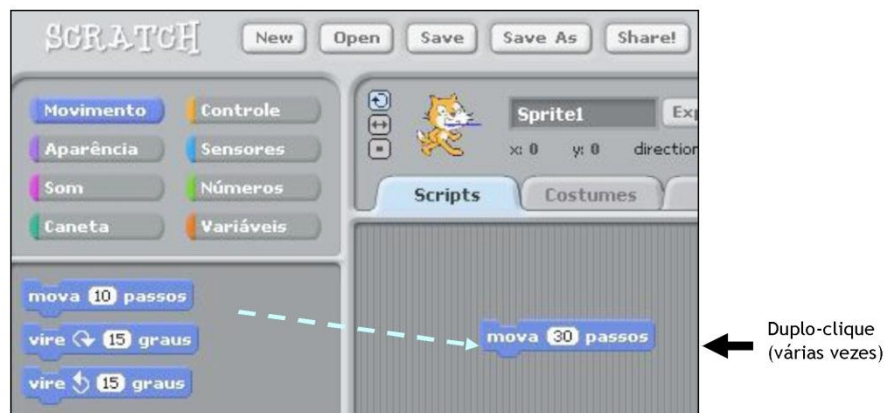 SCRATCH New Open Save Save As Share!
Movimento Controle
Aparência Sensores
Som Números
Caneta Variáveis
Sprite1
x: 0 y: 0 direction
Scripts Costumes
mova 10 passos
vire 15 graus
vire 15 graus
mova 30 passos
Duplo-clique
(várias vezes)